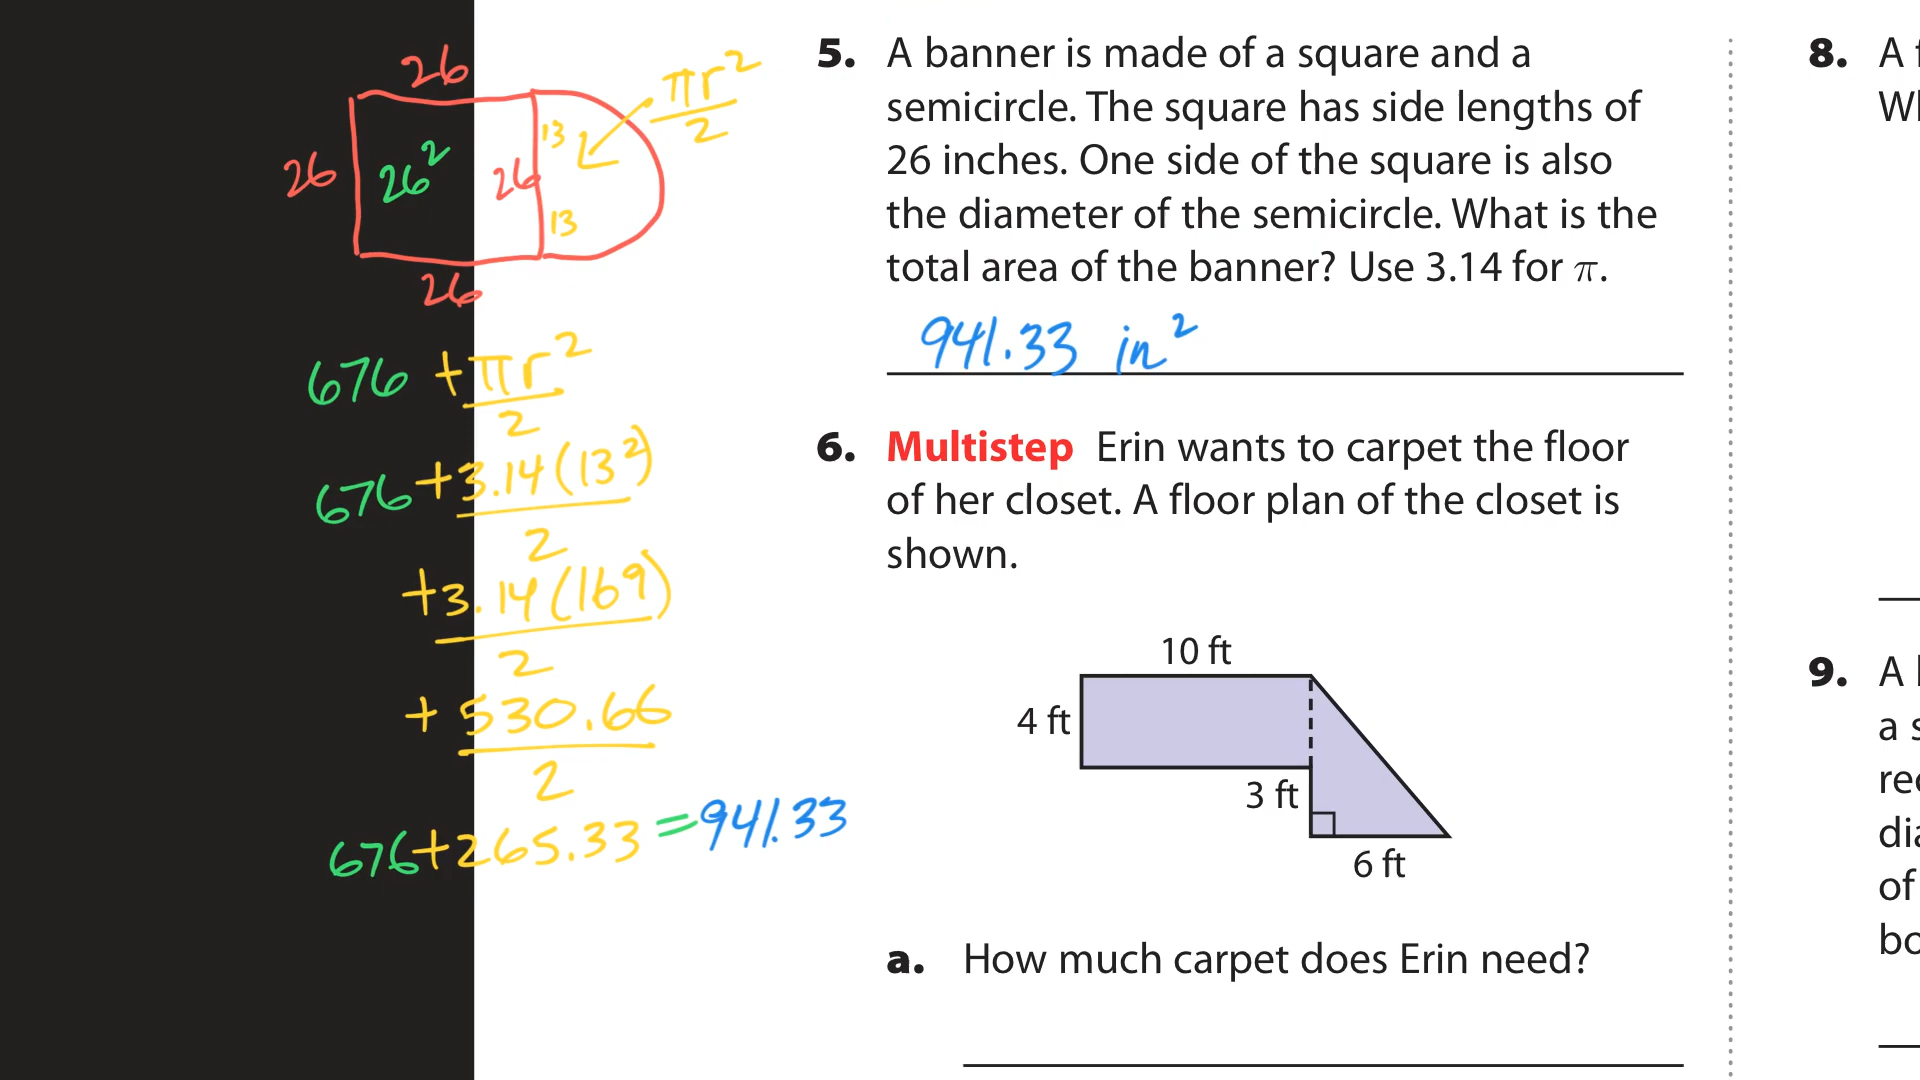 26
26
26²
26
26
13
13
πr²
2
676 + πr²
2
676 + 3.14(13²)
2
+3.14(169)
2
+ 530.66
2
676+265.33 = 941.33
5. A banner is made of a square and a
semicircle. The square has side lengths of
26 inches. One side of the square is also
the diameter of the semicircle. What is the
total area of the banner? Use 3.14 for π.
941.33 in²
6. Multistep Erin wants to carpet the floor
of her closet. A floor plan of the closet is
shown.
10 ft
4 ft
3 ft
6 ft
a. How much carpet does Erin need?
8. A
9. A
a
of